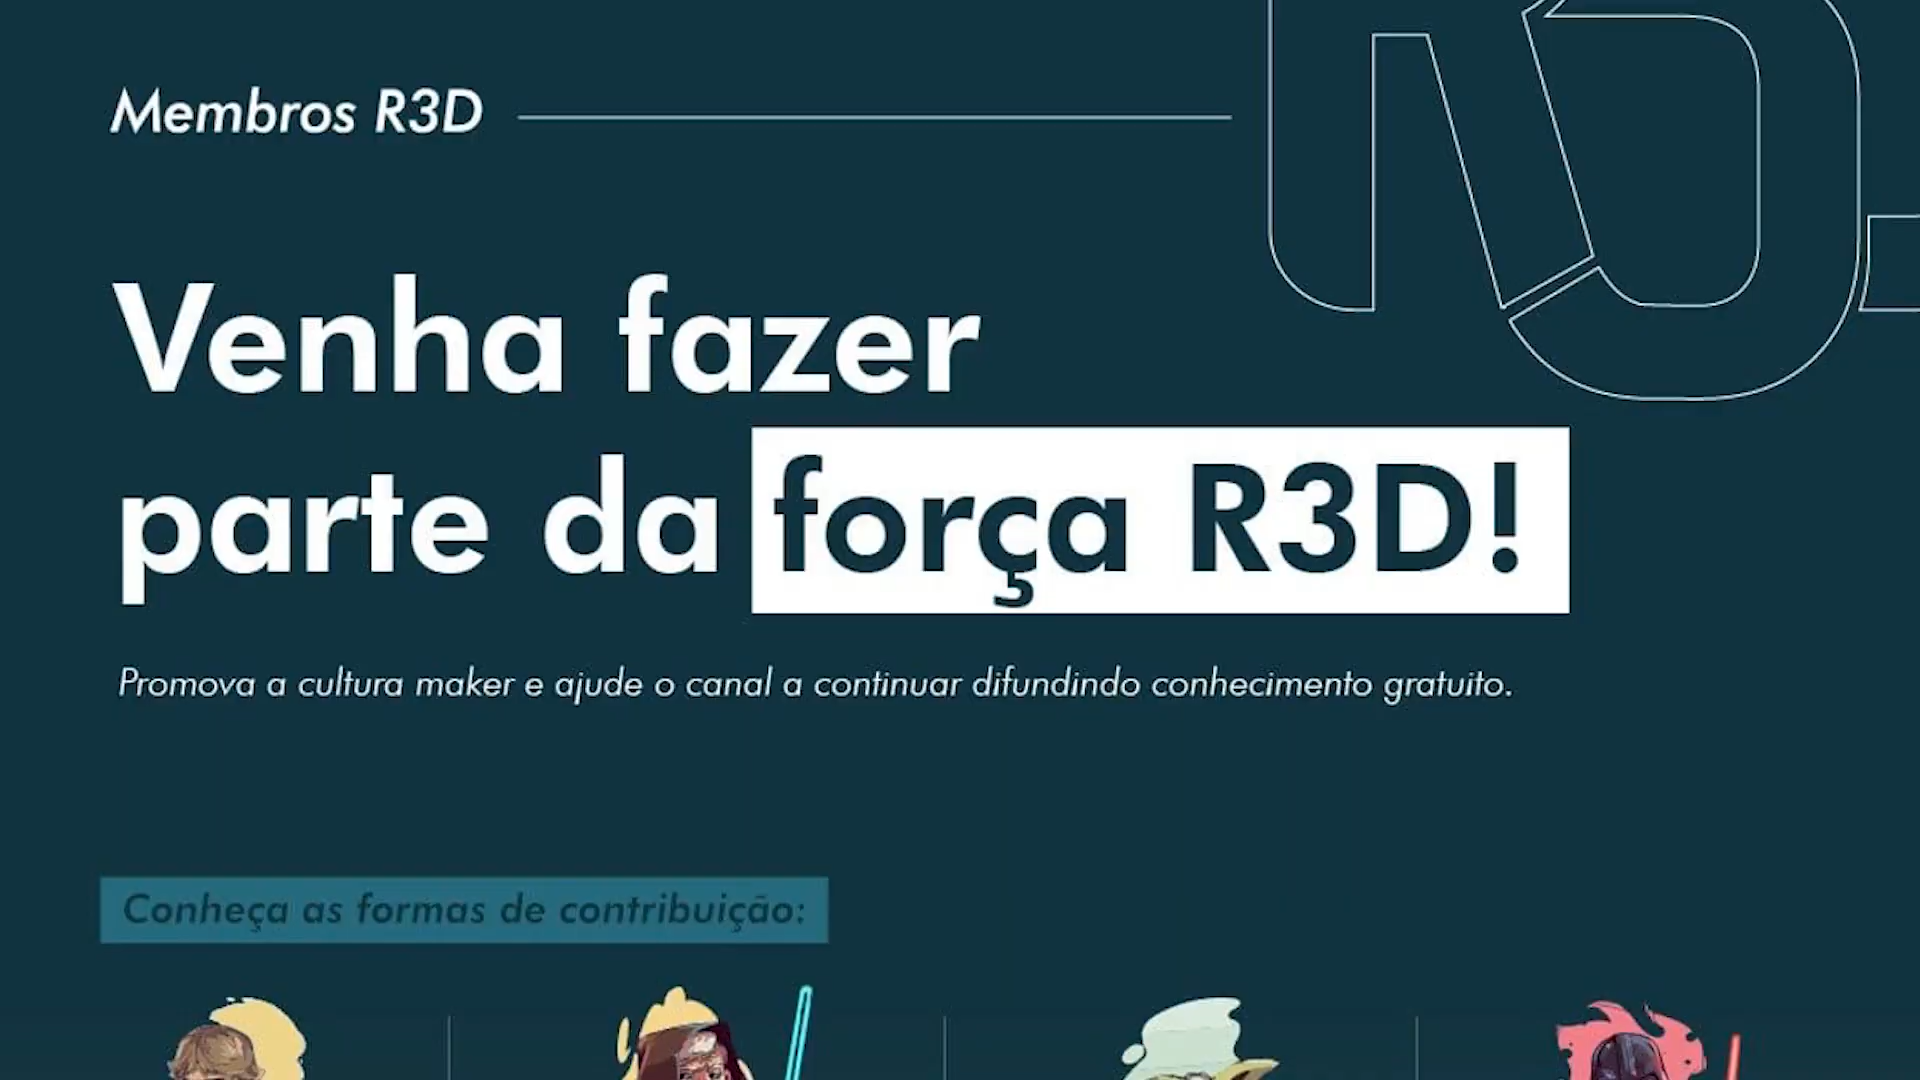 Membros R3D
Venha fazer
parte da força R3D!
Promova a cultura maker e ajude o canal a continuar difundindo conhecimento gratuito.
Conheça as formas de contribuição: